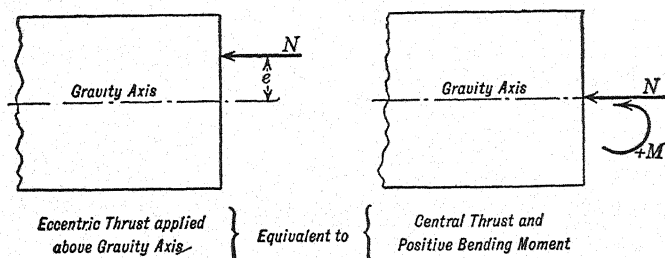 N
e
Gravity Axis
Gravity Axis
N
+M
Eccentric Thrust applied
above Gravity Axis
Equivalent to
Central Thrust and
Positive Bending Moment